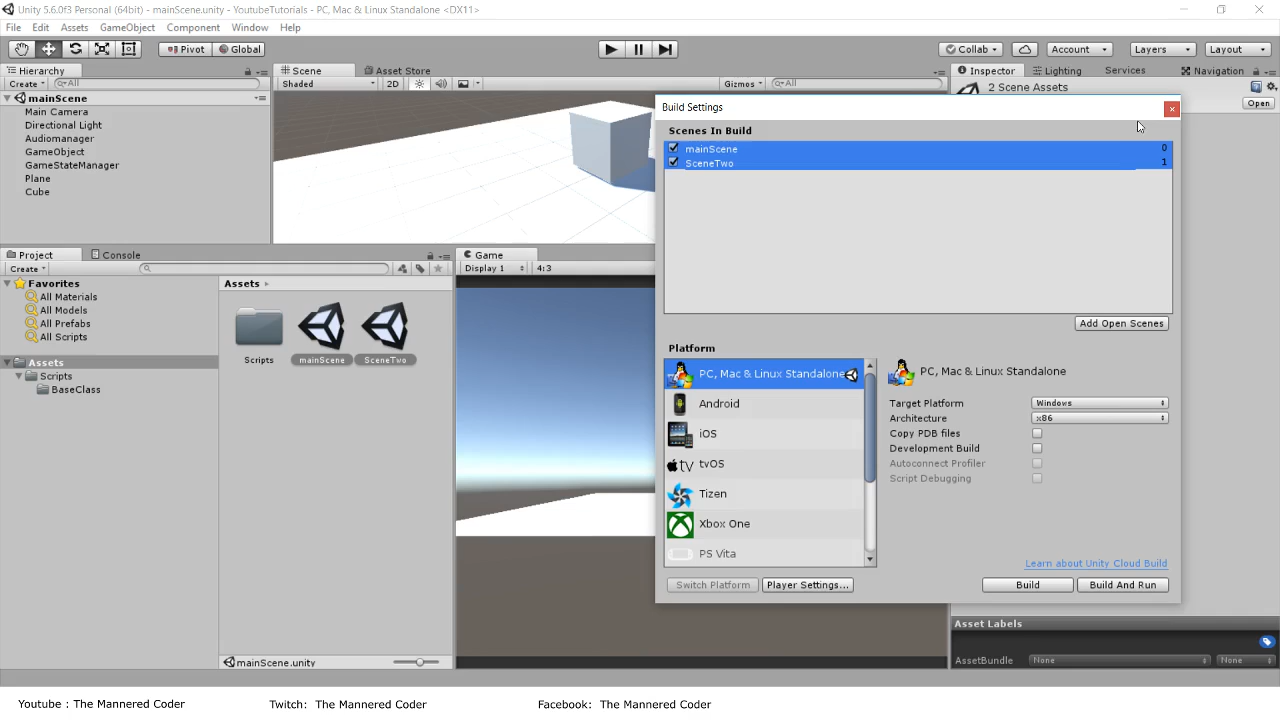 Unity 5.6.0f3 Personal (64bit) - mainScene.unity - YoutubeTutorials - PC, Mac & Linux Standalone <DX11>
File Edit Assets GameObject Component Window Help
Pivot Global Collab Account Layers Layout
Hierarchy
Create All
mainScene
Main Camera
Directional Light
Audiomanager
GameObject
GameStateManager
Plane
Cube
Scene Asset Store
Shaded 2D Gizmos All
Inspector Lighting Services Navigation
2 Scene Assets
Open
Build Settings
Scenes In Build
mainScene 0
SceneTwo 1
Add Open Scenes
Platform
PC, Mac & Linux Standalone
Android
iOS
tvOS
Tizen
Xbox One
PS Vita
PC, Mac & Linux Standalone
Target Platform Windows
Architecture x86
Copy PDB files
Development Build
Autoconnect Profiler
Script Debugging
Learn about Unity Cloud Build
Switch Platform Player Settings... Build Build And Run
Project Console
Create
Favorites
All Materials
All Models
All Prefabs
All Scripts
Assets
Scripts
BaseClass
Assets
Scripts mainScene SceneTwo
mainScene.unity
Game
Display 1 4:3
Asset Labels
AssetBundle None None
Youtube : The Mannered Coder Twitch: The Mannered Coder Facebook: The Mannered Coder